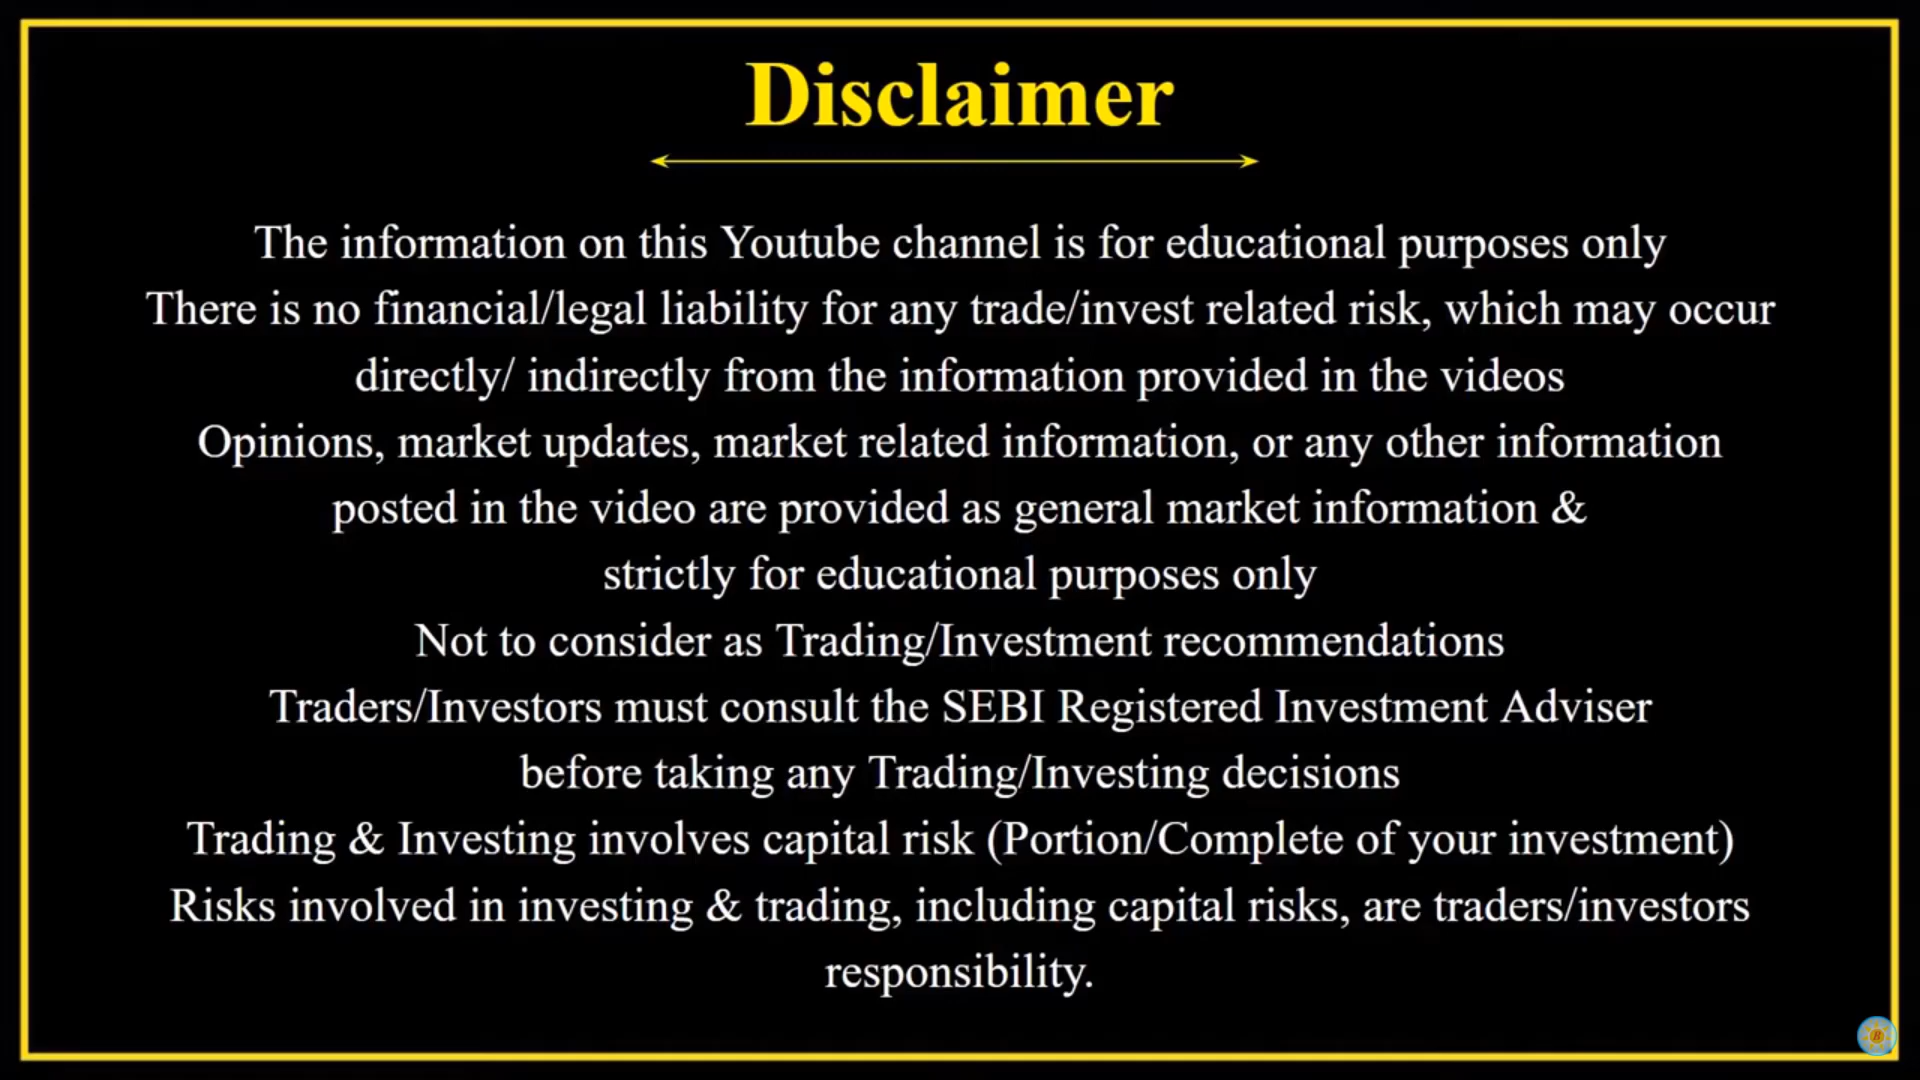 Disclaimer
The information on this Youtube channel is for educational purposes only
There is no financial/legal liability for any trade/invest related risk, which may occur
directly/ indirectly from the information provided in the videos
Opinions, market updates, market related information, or any other information
posted in the video are provided as general market information &
strictly for educational purposes only
Not to consider as Trading/Investment recommendations
Traders/Investors must consult the SEBI Registered Investment Adviser
before taking any Trading/Investing decisions
Trading & Investing involves capital risk (Portion/Complete of your investment)
Risks involved in investing & trading, including capital risks, are traders/investors
responsibility.